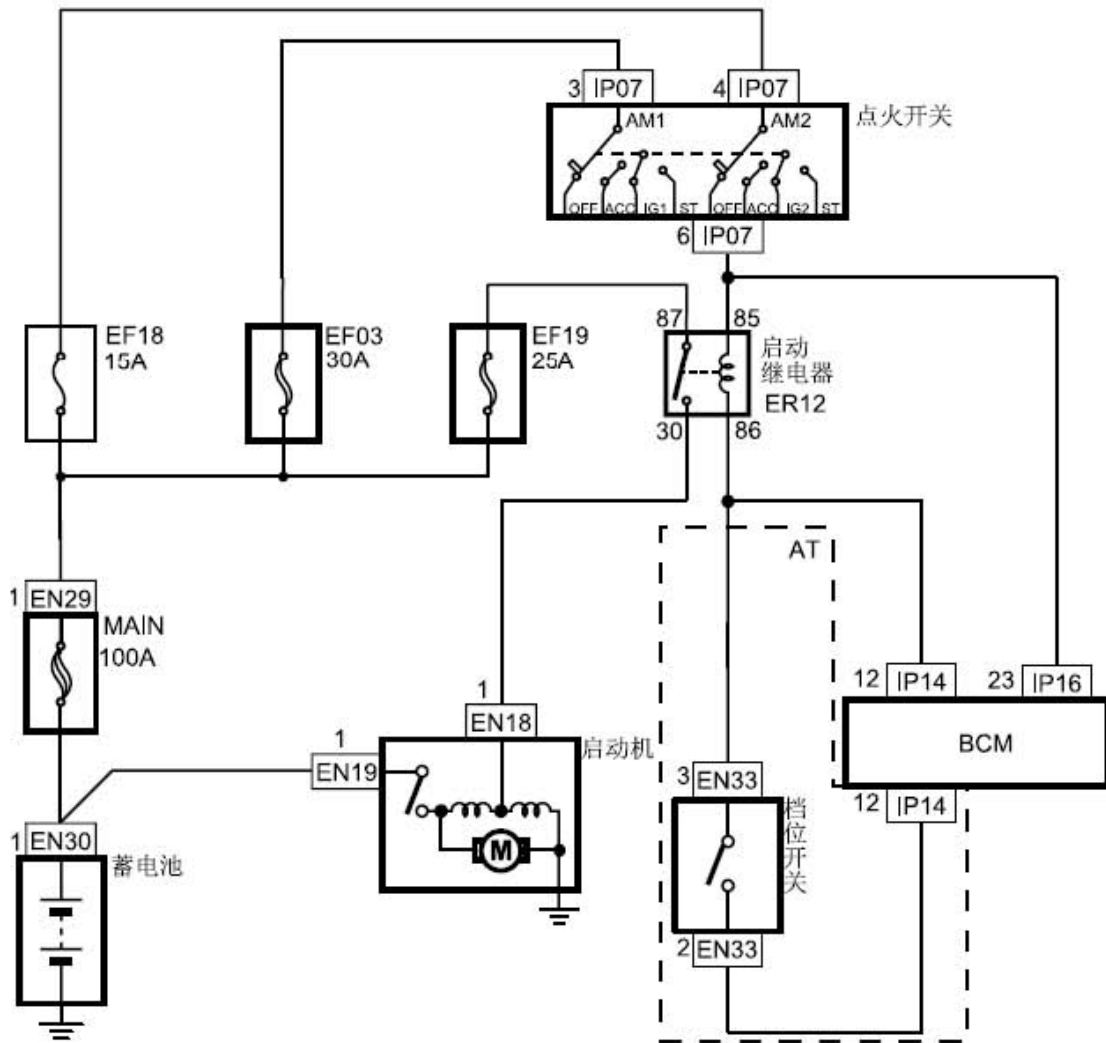 3 IP07
4 IP07
点火开关
AM1
AM2
OFF ACC IG1 ST OFF ACC IG2 ST
6 IP07
EF18
15A
EF03
30A
EF19
25A
87
85
启动
继电器
ER12
30
86
AT
1 EN29
MAIN
100A
12 IP14
23 IP16
BCM
1
EN18
启动机
1
EN19
M
3 EN33
档位开关
12 IP14
1 EN30
蓄电池
2 EN33